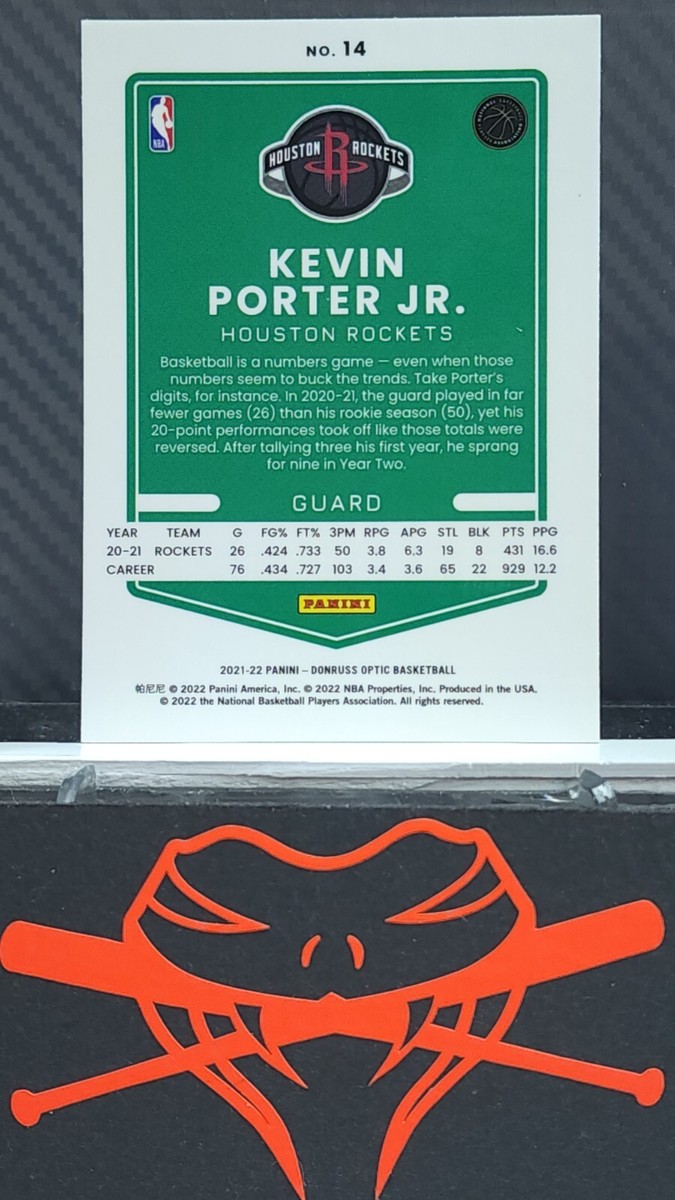 NO. 14
NBA
HOUSTON ROCKETS
KEVIN
PORTER JR.
HOUSTON ROCKETS
Basketball is a numbers game — even when those
numbers seem to buck the trends. Take Porter's
digits, for instance. In 2020-21, the guard played in far
fewer games (26) than his rookie season (50), yet his
20-point performances took off like those totals were
reversed. After tallying three his first year, he sprang
for nine in Year Two.
GUARD
YEAR TEAM G FG% FT% 3PM RPG APG STL BLK PTS PPG
20-21 ROCKETS 26 .424 .733 50 3.8 6.3 19 8 431 16.6
CAREER 76 .434 .727 103 3.4 3.6 65 22 929 12.2
PANINI
2021-22 PANINI – DONRUSS OPTIC BASKETBALL
帕尼尼 © 2022 Panini America, Inc. © 2022 NBA Properties, Inc. Produced in the USA.
© 2022 the National Basketball Players Association. All rights reserved.